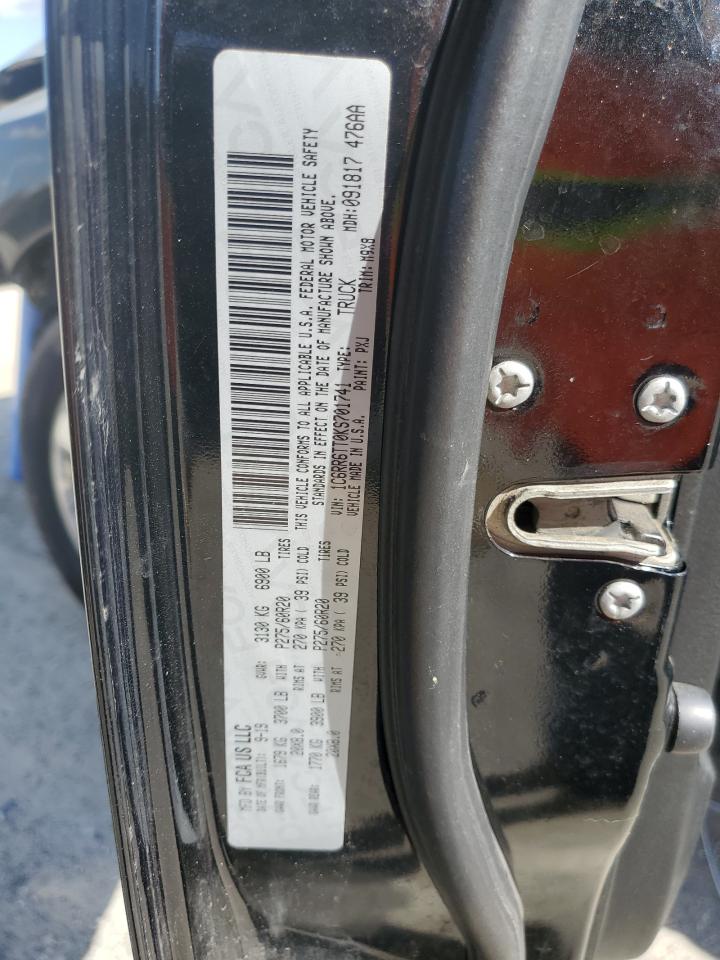 MFD BY FCA US LLC
DATE OF MFR/BUILT: 9-19 GVWR: 3130 KG 6900 LB
GAWR FRONT: 1679 KG 3700 LB WITH P275/60R20 TIRES
20X8.0 RIMS AT 270 KPA ( 39 PSI) COLD
GAWR REAR: 1770 KG 3900 LB WITH P275/60R20 TIRES
20X8.0 RIMS AT 270 KPA ( 39 PSI) COLD
THIS VEHICLE CONFORMS TO ALL APPLICABLE U.S.A. FEDERAL MOTOR VEHICLE SAFETY
STANDARDS IN EFFECT ON THE DATE OF MANUFACTURE SHOWN ABOVE.
VIN: 1C6RR6TT0KS701741 TYPE: TRUCK MDH: 091817 476AA
VEHICLE MADE IN U.S.A. PAINT: PXJ TRIM: M9X8